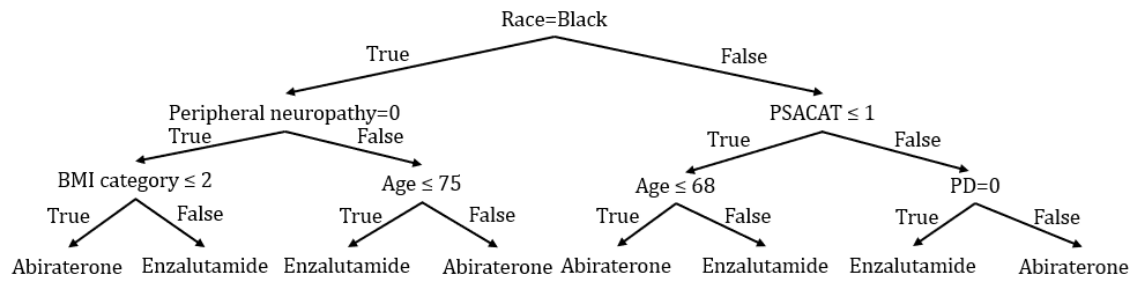 Race=Black
True False
Peripheral neuropathy=0 PSACAT ≤ 1
True False True False
BMI category ≤ 2 Age ≤ 75 Age ≤ 68 PD=0
True False True False True False True False
Abiraterone Enzalutamide Enzalutamide Abiraterone Abiraterone Enzalutamide Enzalutamide Abiraterone